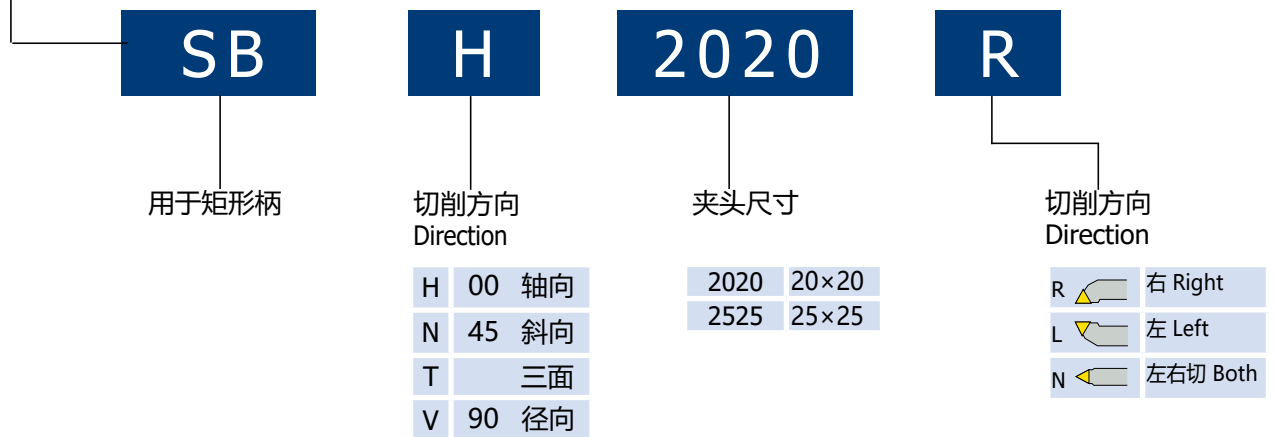 SB H 2020 R
用于矩形柄
切削方向
Direction
H 00 轴向
N 45 斜向
T 三面
V 90 径向
夹头尺寸
2020 20×20
2525 25×25
切削方向
Direction
R 右 Right
L 左 Left
N 左右切 Both